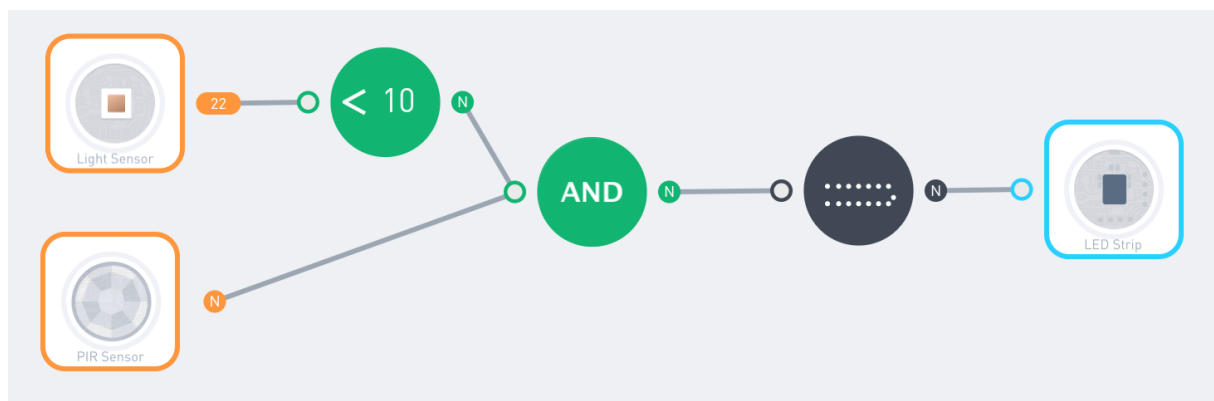 22
< 10
N
Light Sensor
AND
N
N
LED Strip
N
PIR Sensor